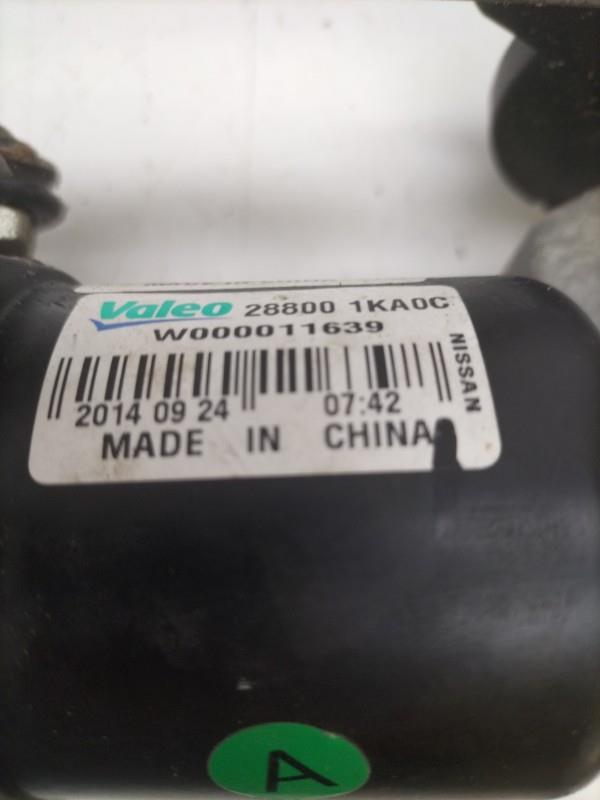 Valeo 28800 1KA0C
W000011639
NISSAN
2014 09 24 07:42
MADE IN CHINA
A